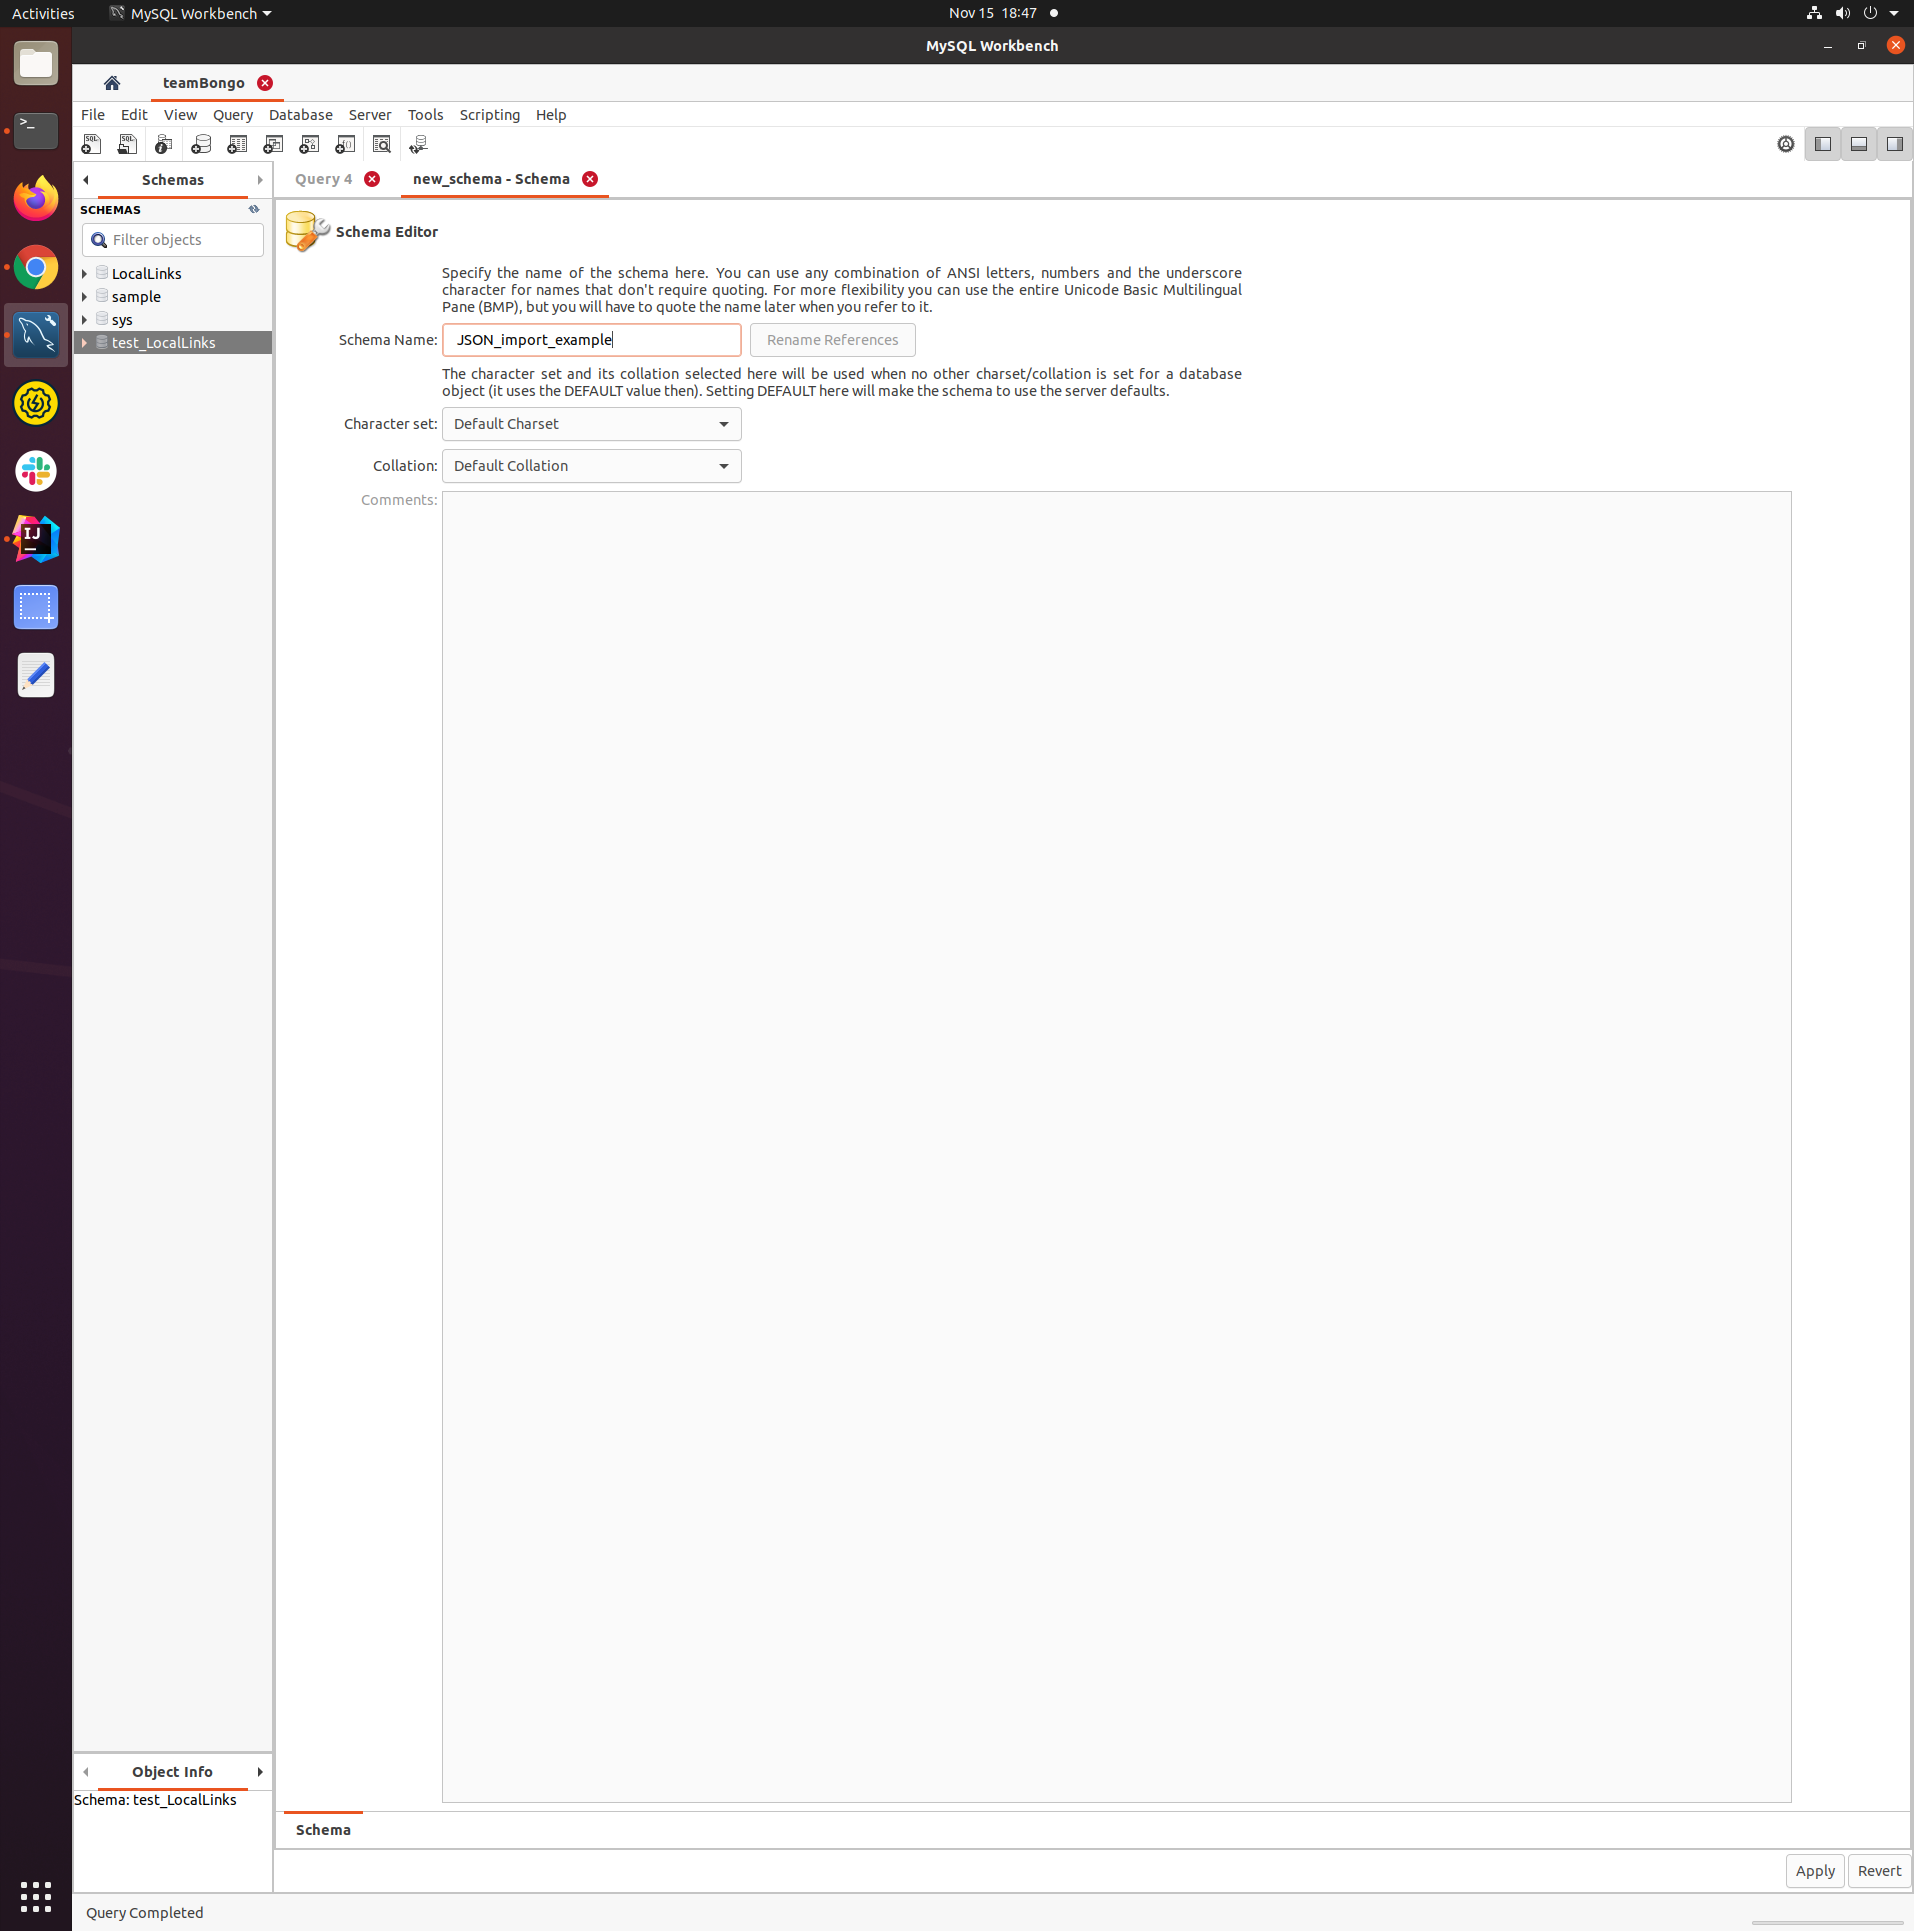 Activities
MySQL Workbench
Nov 15 18:47
MySQL Workbench
teamBongo
File Edit View Query Database Server Tools Scripting Help
Schemas
Query 4
new_schema - Schema
SCHEMAS
Filter objects
LocalLinks
sample
sys
test_LocalLinks
Schema Editor
Specify the name of the schema here. You can use any combination of ANSI letters, numbers and the underscore
character for names that don't require quoting. For more flexibility you can use the entire Unicode Basic Multilingual
Pane (BMP), but you will have to quote the name later when you refer to it.
Schema Name: JSON_import_example Rename References
The character set and its collation selected here will be used when no other charset/collation is set for a database
object (it uses the DEFAULT value then). Setting DEFAULT here will make the schema to use the server defaults.
Character set: Default Charset
Collation: Default Collation
Comments:
Object Info
Schema: test_LocalLinks
Schema
Apply Revert
Query Completed